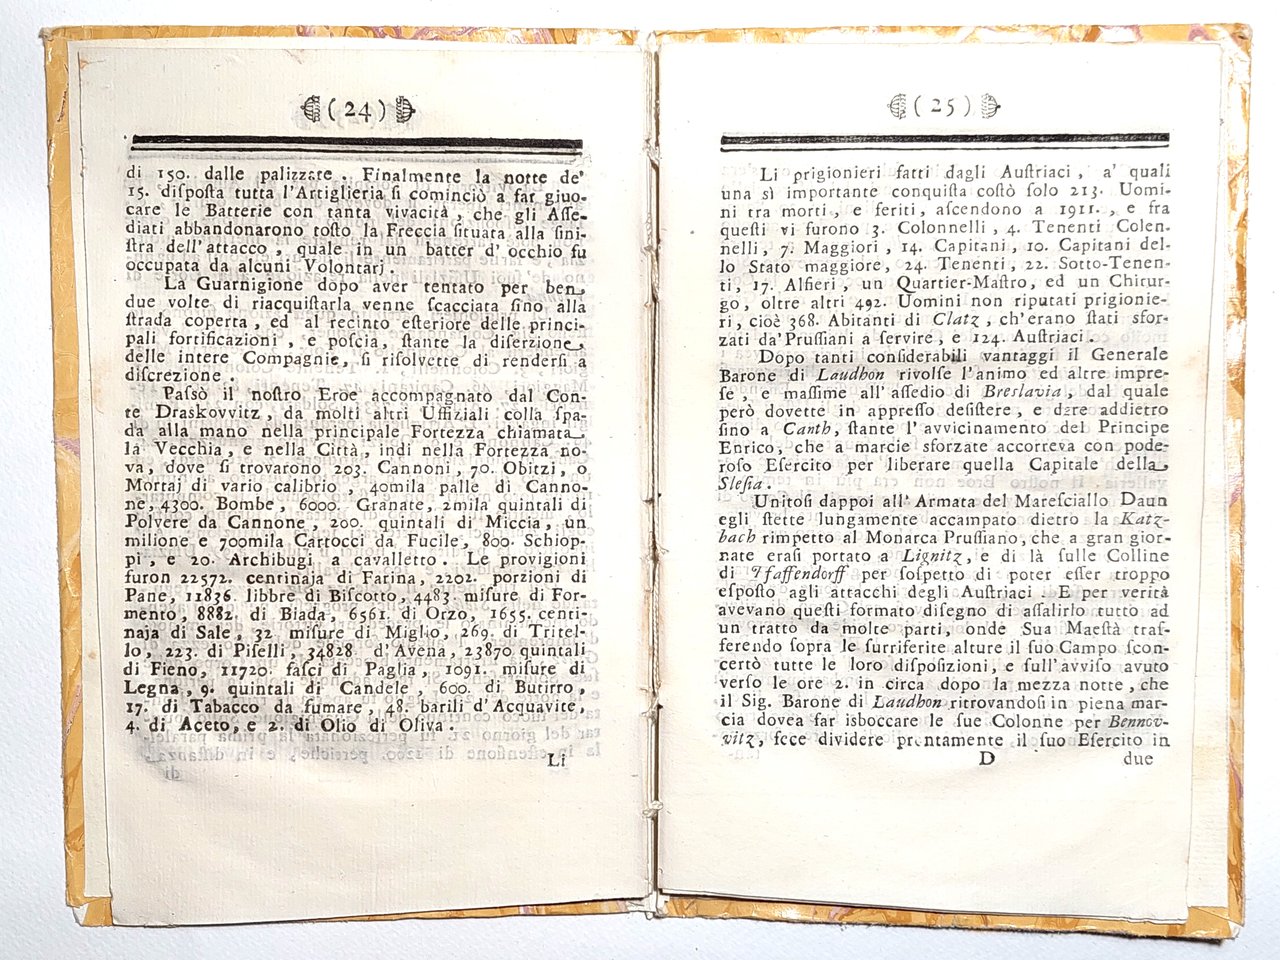 (24)
di 150. dalle palizzate. Finalmente la notte de'
15. diſpoſta tutta l'Artiglieria ſi cominciò a far giuo-
care le Batterie con tanta vivacità, che gli Aſſe-
diati abbandonarono toſto la Freccia ſituata alla ſini-
ſtra dell'attacco, quale in un batter d'occhio fu
occupata da alcuni Volontarj.
La Guarnigione dopo aver tentato per ben
due volte di riacquiſtarla venne ſcacciata ſino alla
ſtrada coperta, ed al recinto eſteriore delle princi-
pali fortificazioni, e poſcia, ſtante la diſerzione
delle intere Compagnie, ſi riſolvette di renderſi a
diſcrezione.
Paſsò il noſtro Eroe accompagnato dal Con-
te Draskovvitz, da molti altri Uffiziali colla ſpa-
da alla mano nella principale Fortezza chiamata
la Vecchia, e nella Città, indi nella Fortezza no-
va, dove ſi trovarono 203. Cannoni, 70. Obitzi, o
Mortaj di vario calibrio, 40mila palle di Canno-
ne, 4300. Bombe, 6000. Granate, 2mila quintali di
Polvere da Cannone, 200. quintali di Miccia, un
milione e 700mila Cartocci da Fucile, 800. Schiop-
pi, e 20. Archibugi a cavalletto. Le provigioni
furon 22572. centinaja di Farina, 2202. porzioni di
Pane, 11836. libbre di Biſcotto, 4483. miſure di For-
mento, 8882. di Biada, 6561. di Orzo, 1655. centi-
naja di Sale, 32 miſure di Miglio, 269. di Tritel-
lo, 223. di Piſelli, 34828 d'Avena, 23870 quintali
di Fieno, 11720. faſci di Paglia, 1091. miſure di
Legna, 9. quintali di Candele, 600. di Butirro,
17. di Tabacco da fumare, 48. barili d'Acquavite,
4. di Aceto, e 2. di Olio di Oliva.
Li
(25)
Li prigionieri fatti dagli Auſtriaci, a' quali
una sì importante conquiſta coſtò ſolo 213. Uomi-
ni tra morti, e feriti, aſcendono a 1911., e fra
queſti vi furono 3. Colonnelli, 4. Tenenti Colen-
nelli, 7. Maggiori, 14. Capitani, 10. Capitani del-
lo Stato maggiore, 24. Tenenti, 22. Sotto-Tenen-
ti, 17. Alfieri, un Quartier-Maſtro, ed un Chirur-
go, oltre altri 492. Uomini non riputati prigionie-
ri, cioè 368. Abitanti di Clatz, ch'erano ſtati sfor-
zati da'Pruſſiani a ſervire, e 124. Auſtriaci.
Dopo tanti conſiderabili vantaggi il Generale
Barone di Laudhon rivolſe l'animo ed altre impre-
ſe, e maſſime all'aſſedio di Breslavia, dal quale
però dovette in appreſſo deſiſtere, e dare addietro
ſino a Canth, ſtante l'avvicinamento del Principe
Enrico, che a marcie sforzate accorreva con pode-
roſo Eſercito per liberare quella Capitale della
Sleſia.
Unitoſi dappoi all'Armata del Mareſciallo Daun
egli ſtette lungamente accampato dietro la Katz-
bach rimpetto al Monarca Pruſſiano, che a gran gior-
nate eraſi portato a Lignitz, e di là ſulle Colline
di Pfaffendorff per ſoſpetto di poter eſſer troppo
eſpoſto agli attacchi degli Auſtriaci. E per verità
avevano queſti formato diſegno di aſſalirlo tutto ad
un tratto da molte parti, onde Sua Maeſtà traſ-
ferendo ſopra le ſurriferite alture il ſuo Campo ſcon-
certò tutte le loro diſpoſizioni, e ſull'avviſo avuto
verſo le ore 2. in circa dopo la mezza notte, che
il Sig. Barone di Laudhon ritrovandoſi in piena mar-
cia dovea far isboccare le ſue Colonne per Bennov-
vitz, fece dividere prontamente il ſuo Eſercito in
D due